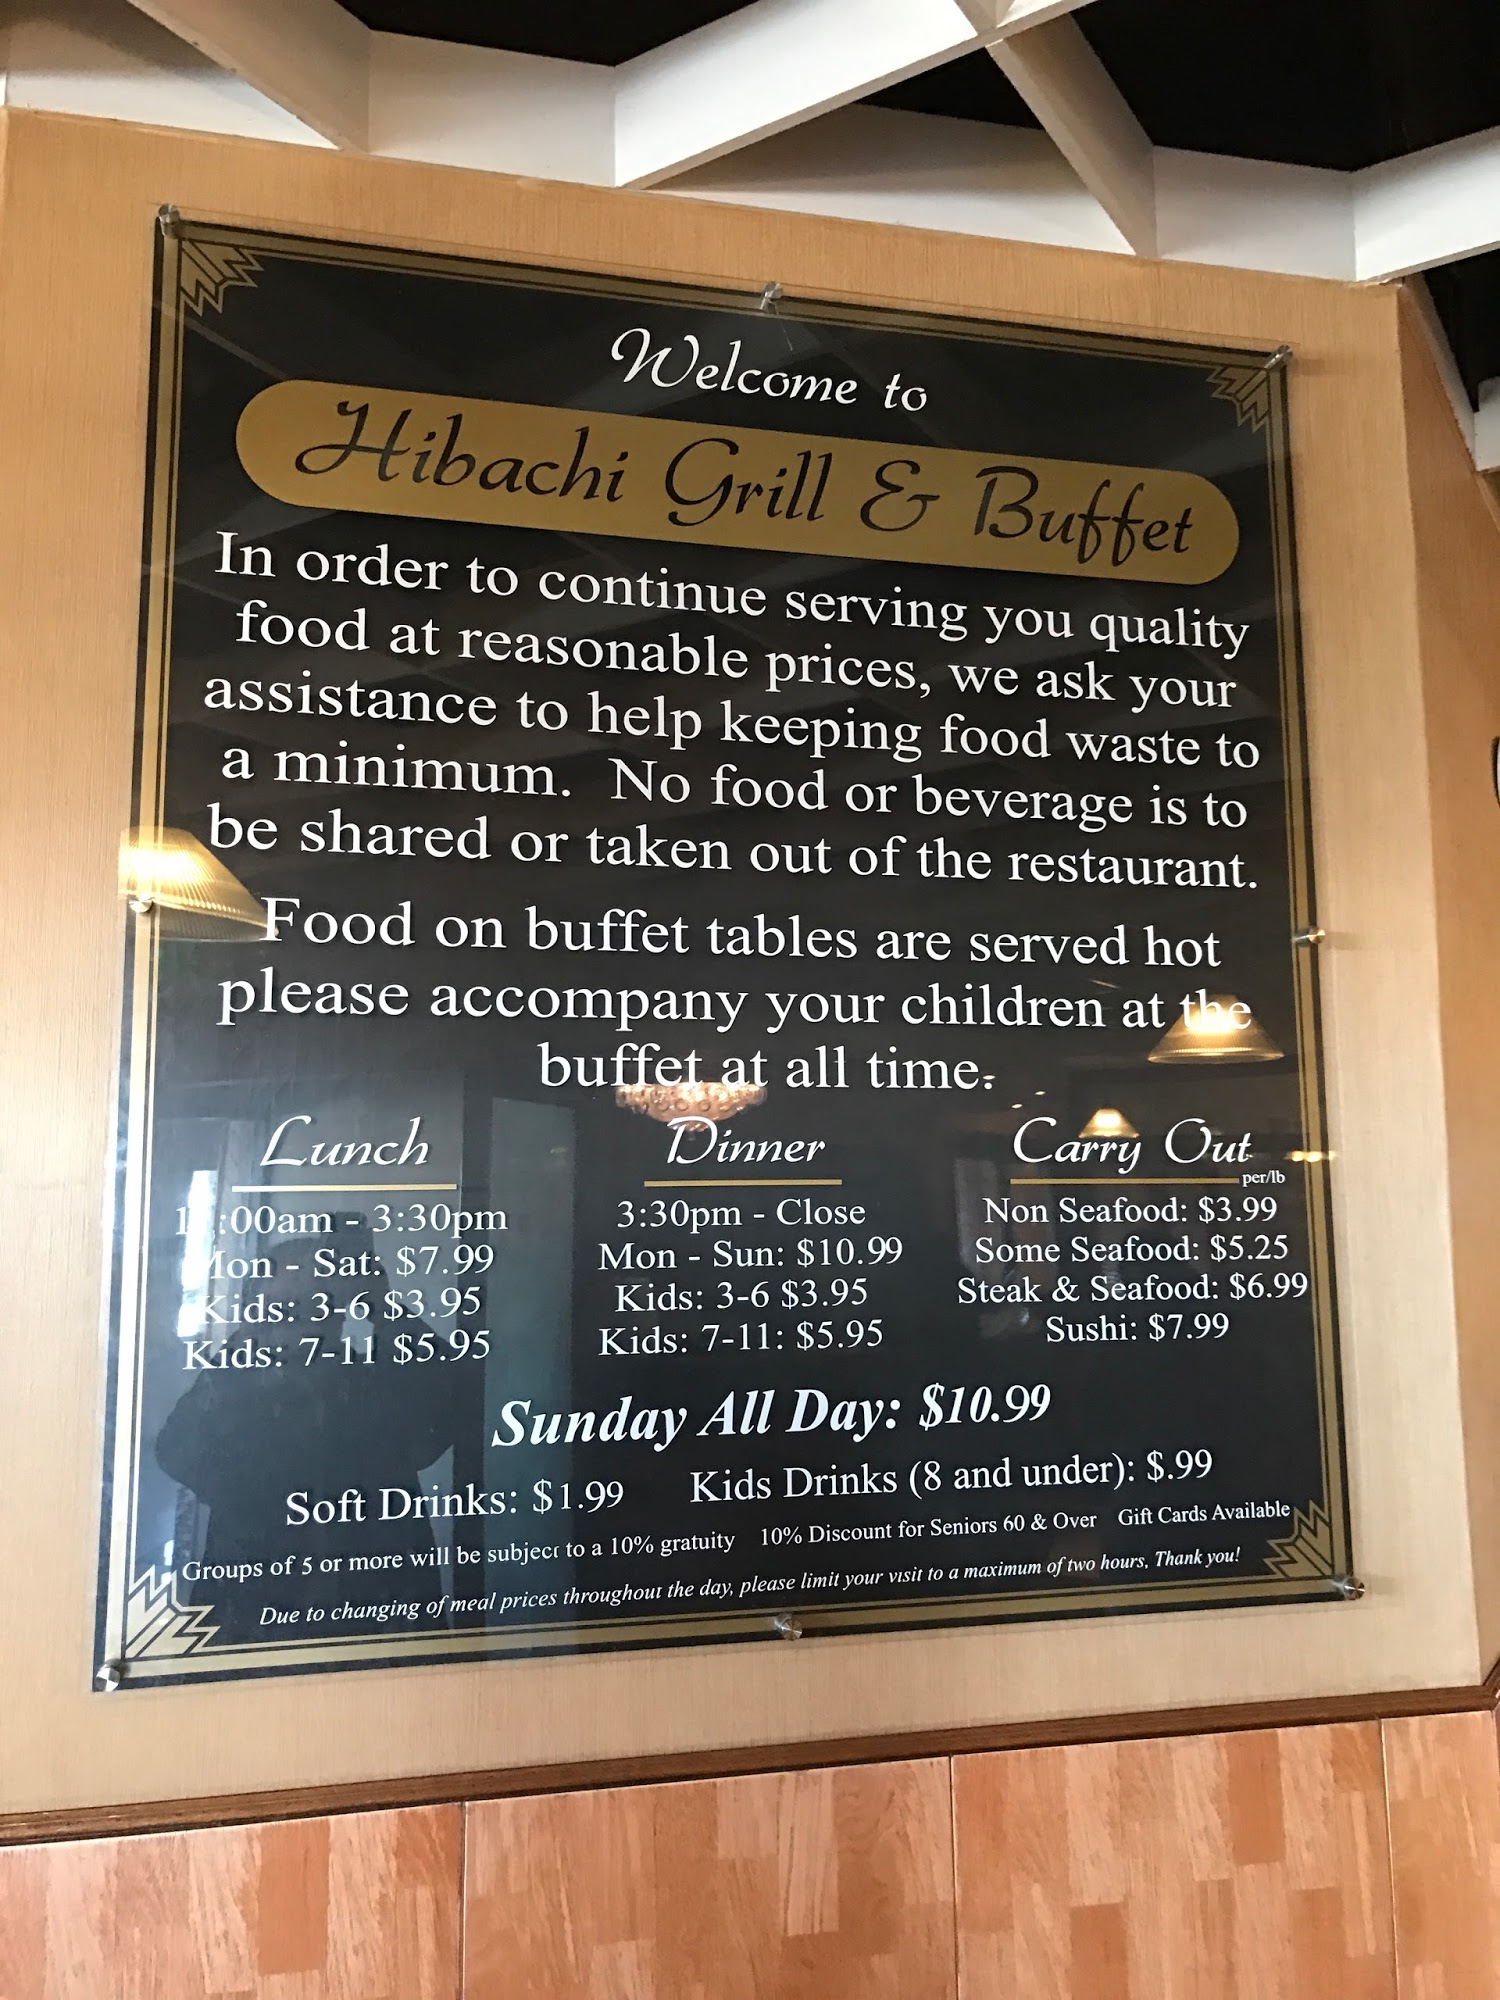 Welcome to
Hibachi Grill & Buffet
In order to continue serving you quality
food at reasonable prices, we ask your
assistance to help keeping food waste to
a minimum. No food or beverage is to
be shared or taken out of the restaurant.
Food on buffet tables are served hot
please accompany your children at the
buffet at all time.
Lunch
:00am - 3:30pm
Mon - Sat: $7.99
Kids: 3-6 $3.95
Kids: 7-11 $5.95
Dinner
3:30pm - Close
Mon - Sun: $10.99
Kids: 3-6 $3.95
Kids: 7-11: $5.95
Carry Out
per/lb
Non Seafood: $3.99
Some Seafood: $5.25
Steak & Seafood: $6.99
Sushi: $7.99
Sunday All Day: $10.99
Soft Drinks: $1.99 Kids Drinks (8 and under): $.99
Groups of 5 or more will be subject to a 10% gratuity 10% Discount for Seniors 60 & Over Gift Cards Available
Due to changing of meal prices throughout the day, please limit your visit to a maximum of two hours, Thank you!